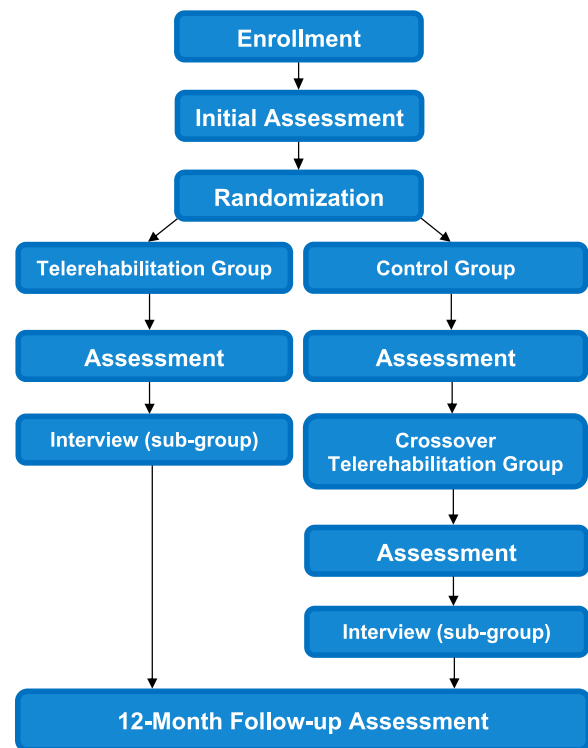 Enrollment
Initial Assessment
Randomization
Telerehabilitation Group
Control Group
Assessment
Assessment
Interview (sub-group)
Crossover
Telerehabilitation Group
Assessment
Interview (sub-group)
12-Month Follow-up Assessment